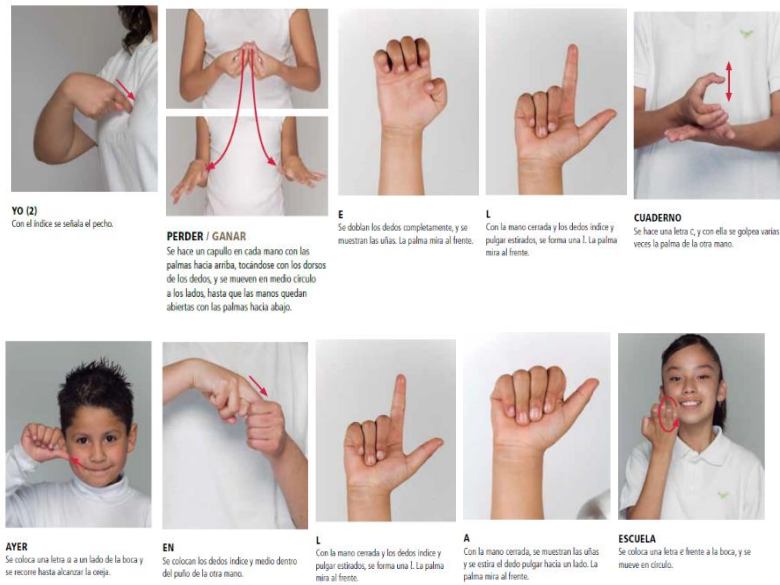 YO (2)
Con el índice se señala el pecho.
PERDER / GANAR
Se hace un capullo en cada mano con las
palmas hacia arriba, tocándose con los dorsos
de los dedos, y se mueven en medio círculo
a los lados, hasta que las manos quedan
abiertas con las palmas hacia abajo.
E
Se doblan los dedos completamente, y se
muestran las uñas. La palma mira al frente.
L
Con la mano cerrada y los dedos índice y
pulgar estirados, se forma una l. La palma
mira al frente.
CUADERNO
Se hace una letra c, y con ella se golpea varias
veces la palma de la otra mano.
AYER
Se coloca una letra a a un lado de la boca y
se recorre hasta alcanzar la oreja.
EN
Se colocan los dedos índice y medio dentro
del puño de la otra mano.
L
Con la mano cerrada y los dedos índice y
pulgar estirados, se forma una l. La palma
mira al frente.
A
Con la mano cerrada, se muestran las uñas
y se estira el dedo pulgar hacia un lado. La
palma mira al frente.
ESCUELA
Se coloca una letra e frente a la boca, y se
mueve en círculo.